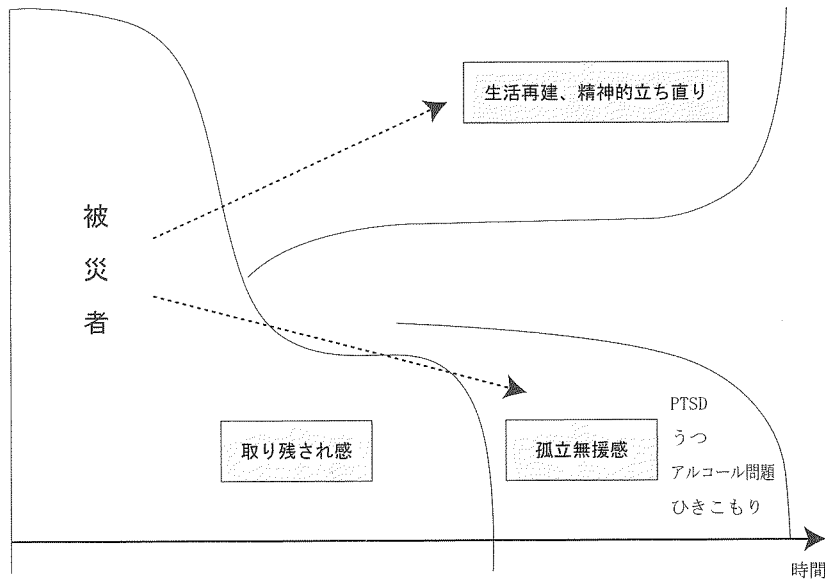 生活再建、精神的立ち直り
被災者
取り残され感
孤立無援感
PTSD
うつ
アルコール問題
ひきこもり
時間